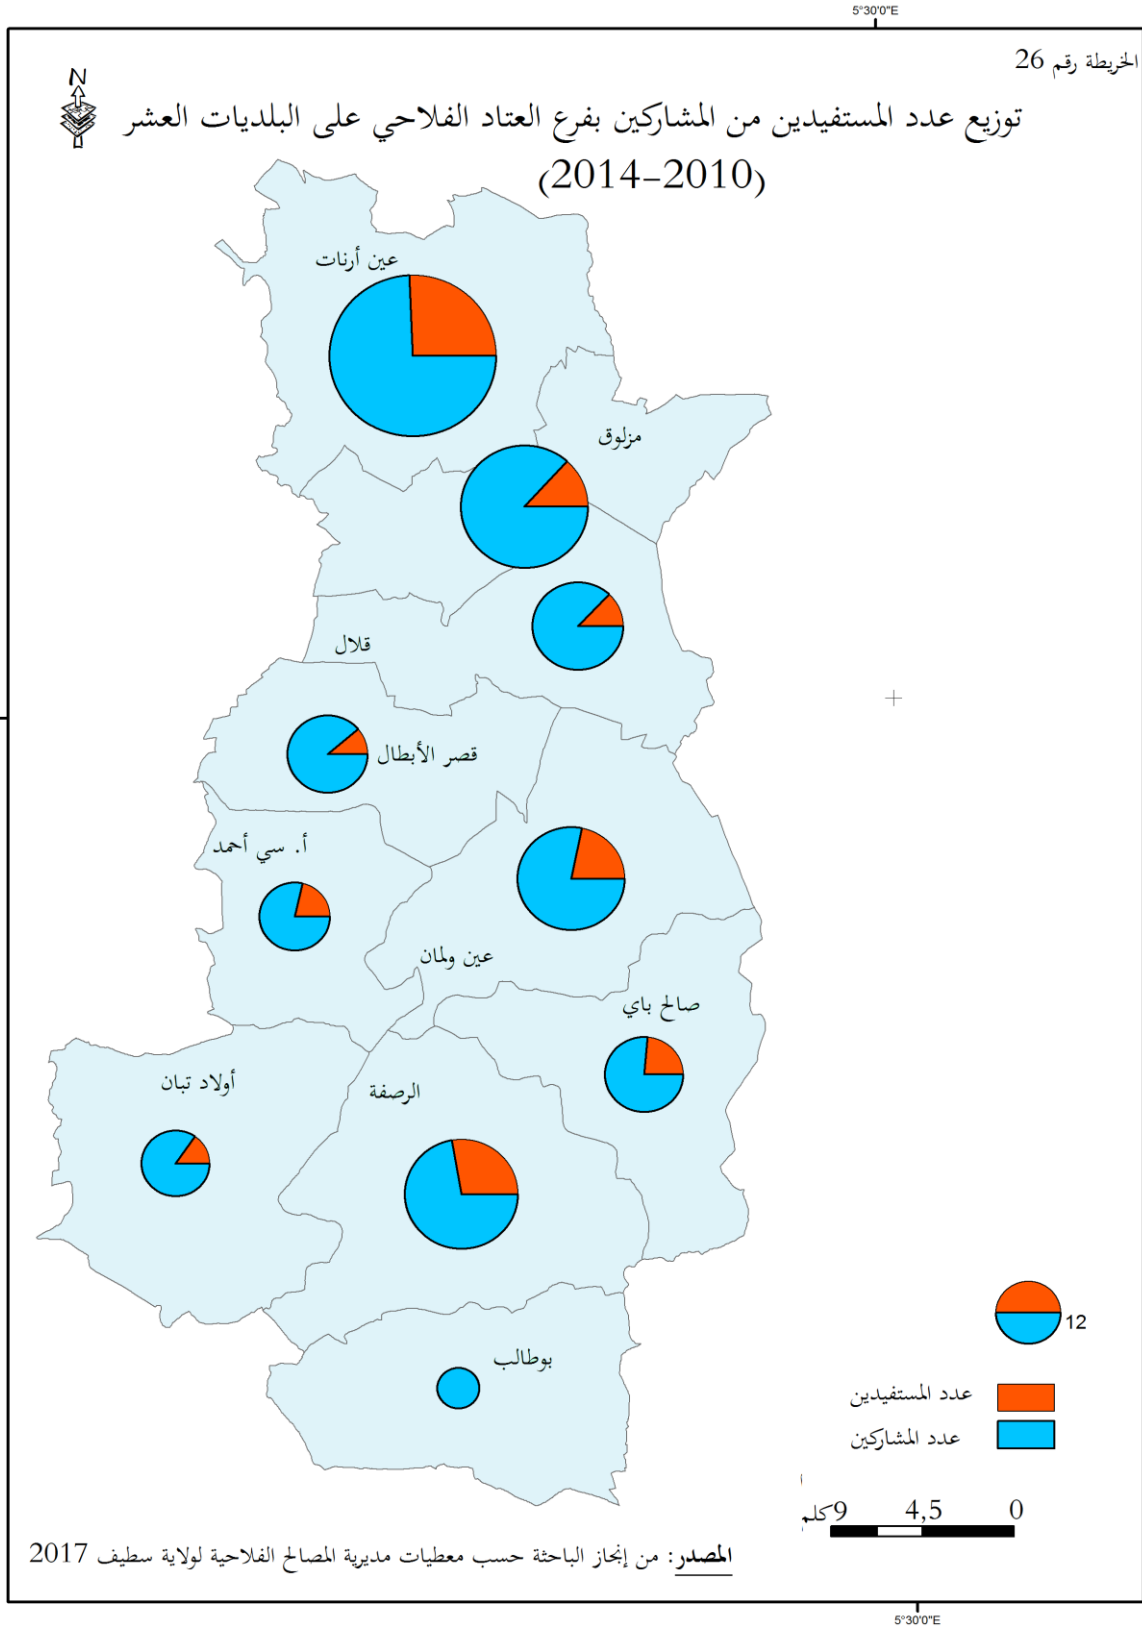 5°30'0"E
الخريطة رقم 26
N
توزيع عدد المستفيدين من المشاركين بفرع العتاد الفلاحي على البلديات العشر
(2010-2014)
عين أرنات
مزلوق
قلال
قصر الأبطال
أ. سي أحمد
عين ولمان
صالح باي
أولاد تبان
الرصفة
بوطالب
12
عدد المستفيدين
عدد المشاركين
0 4,5 9كلم
المصدر: من إنجاز الباحثة حسب معطيات مديرية المصالح الفلاحية لولاية سطيف 2017
5°30'0"E